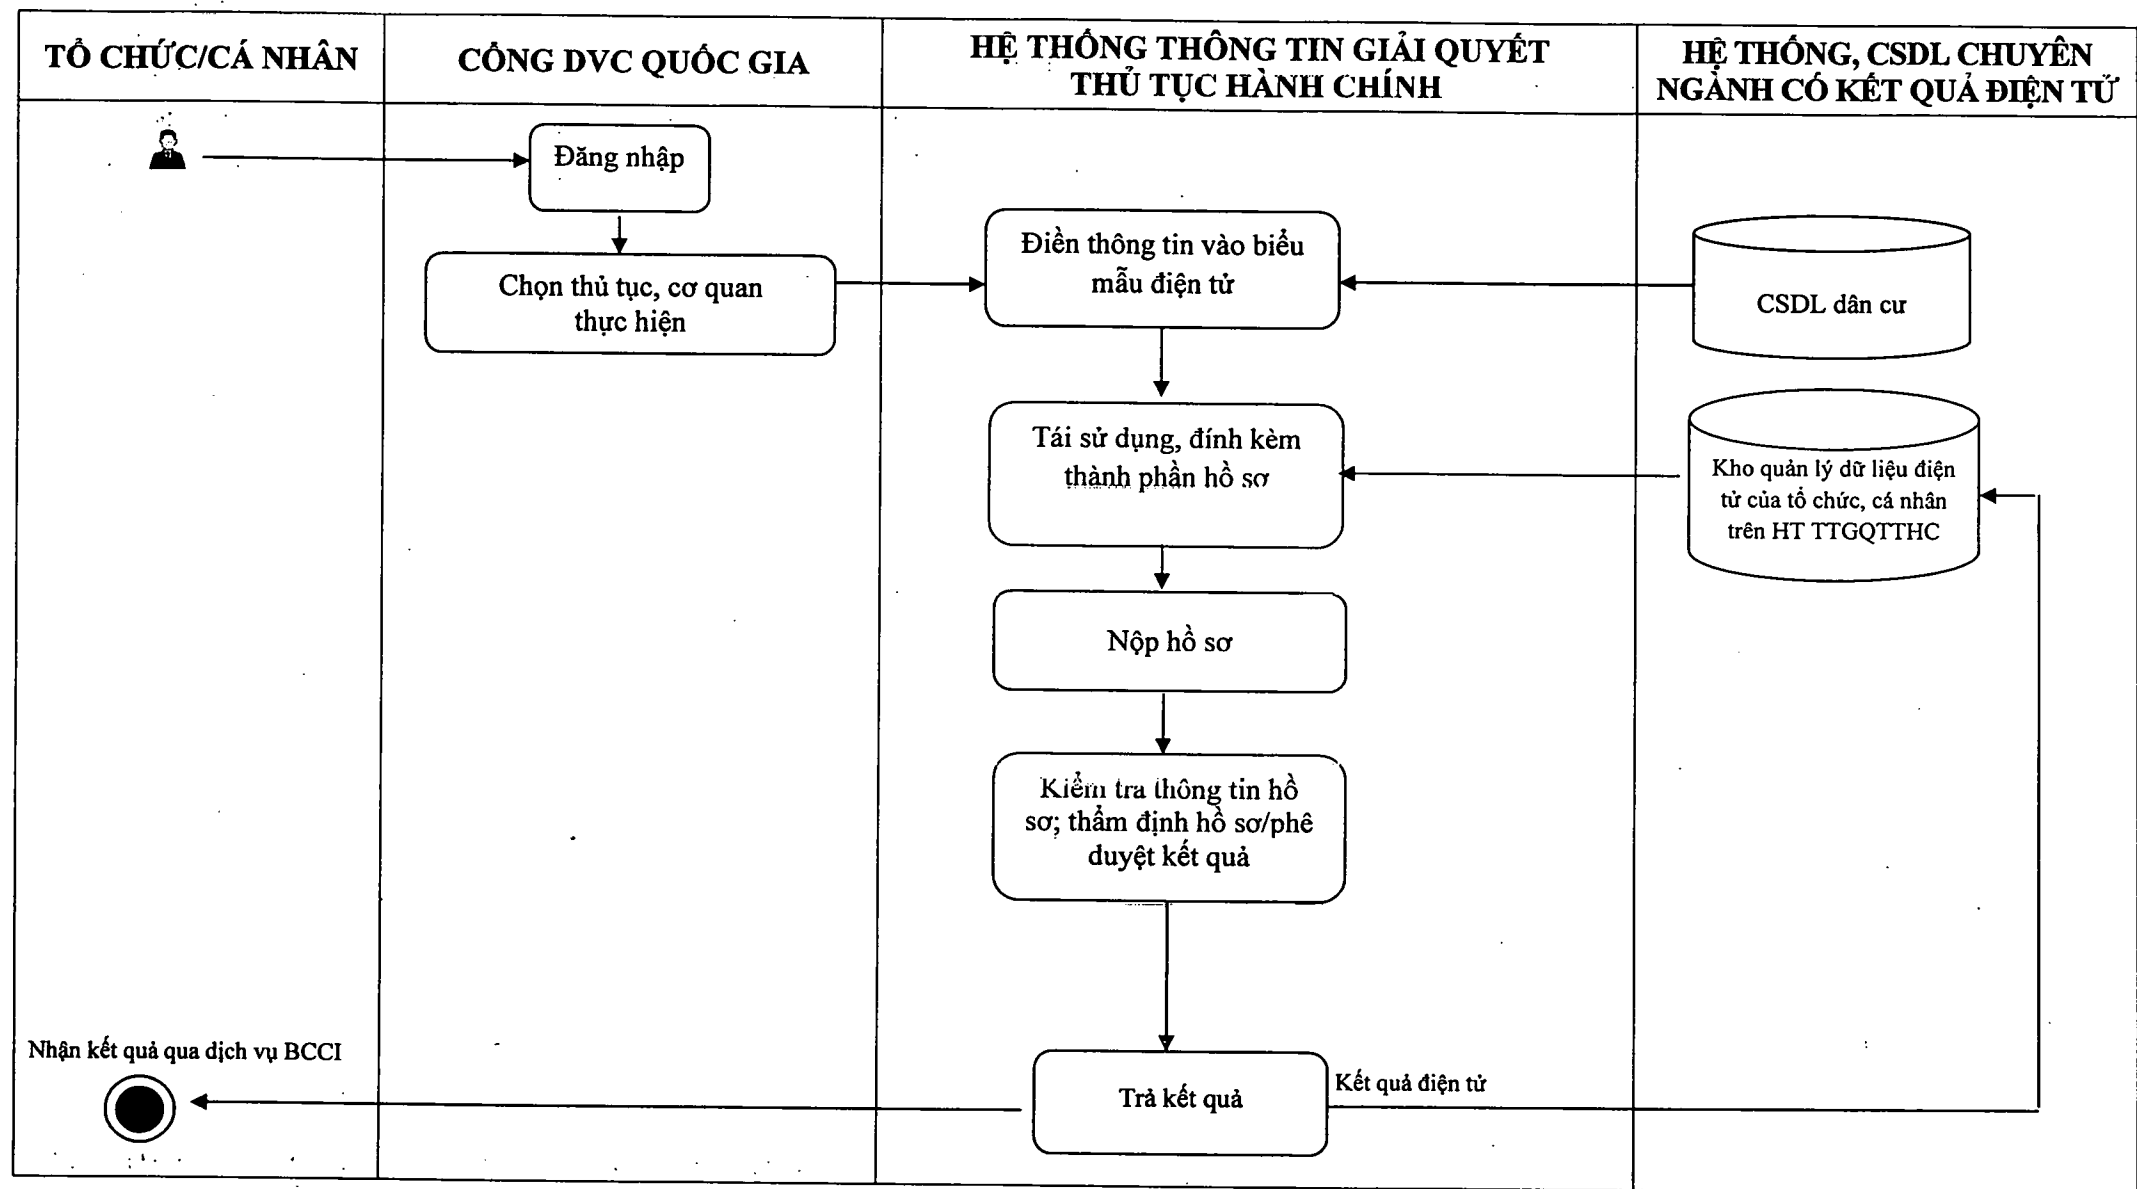 TỔ CHỨC/CÁ NHÂN
CỔNG DVC QUỐC GIA
HỆ THỐNG THÔNG TIN GIẢI QUYẾT
THỦ TỤC HÀNH CHÍNH
HỆ THỐNG, CSDL CHUYÊN
NGÀNH CÓ KẾT QUẢ ĐIỆN TỬ
Đăng nhập
Chọn thủ tục, cơ quan
thực hiện
Điền thông tin vào biểu
mẫu điện tử
CSDL dân cư
Tái sử dụng, đính kèm
thành phần hồ sơ
Kho quản lý dữ liệu điện
tử của tổ chức, cá nhân
trên HT TTGQTTHC
Nộp hồ sơ
Kiểm tra thông tin hồ
sơ; thẩm định hồ sơ/phê
duyệt kết quả
Nhận kết quả qua dịch vụ BCCI
Trả kết quả
Kết quả điện tử